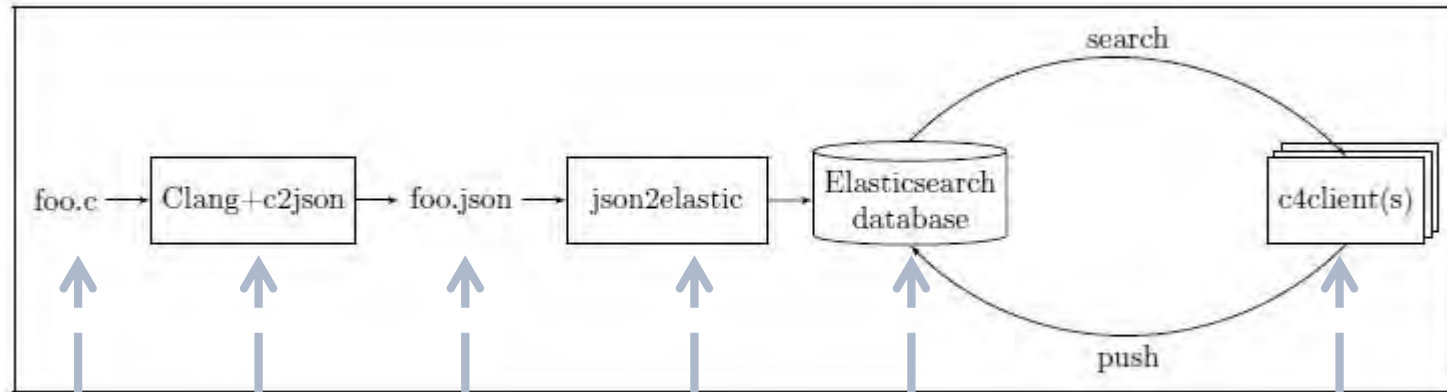 search
foo.c
Clang+c2json
foo.json
json2elastic
Elasticsearch
database
c4client(s)
push